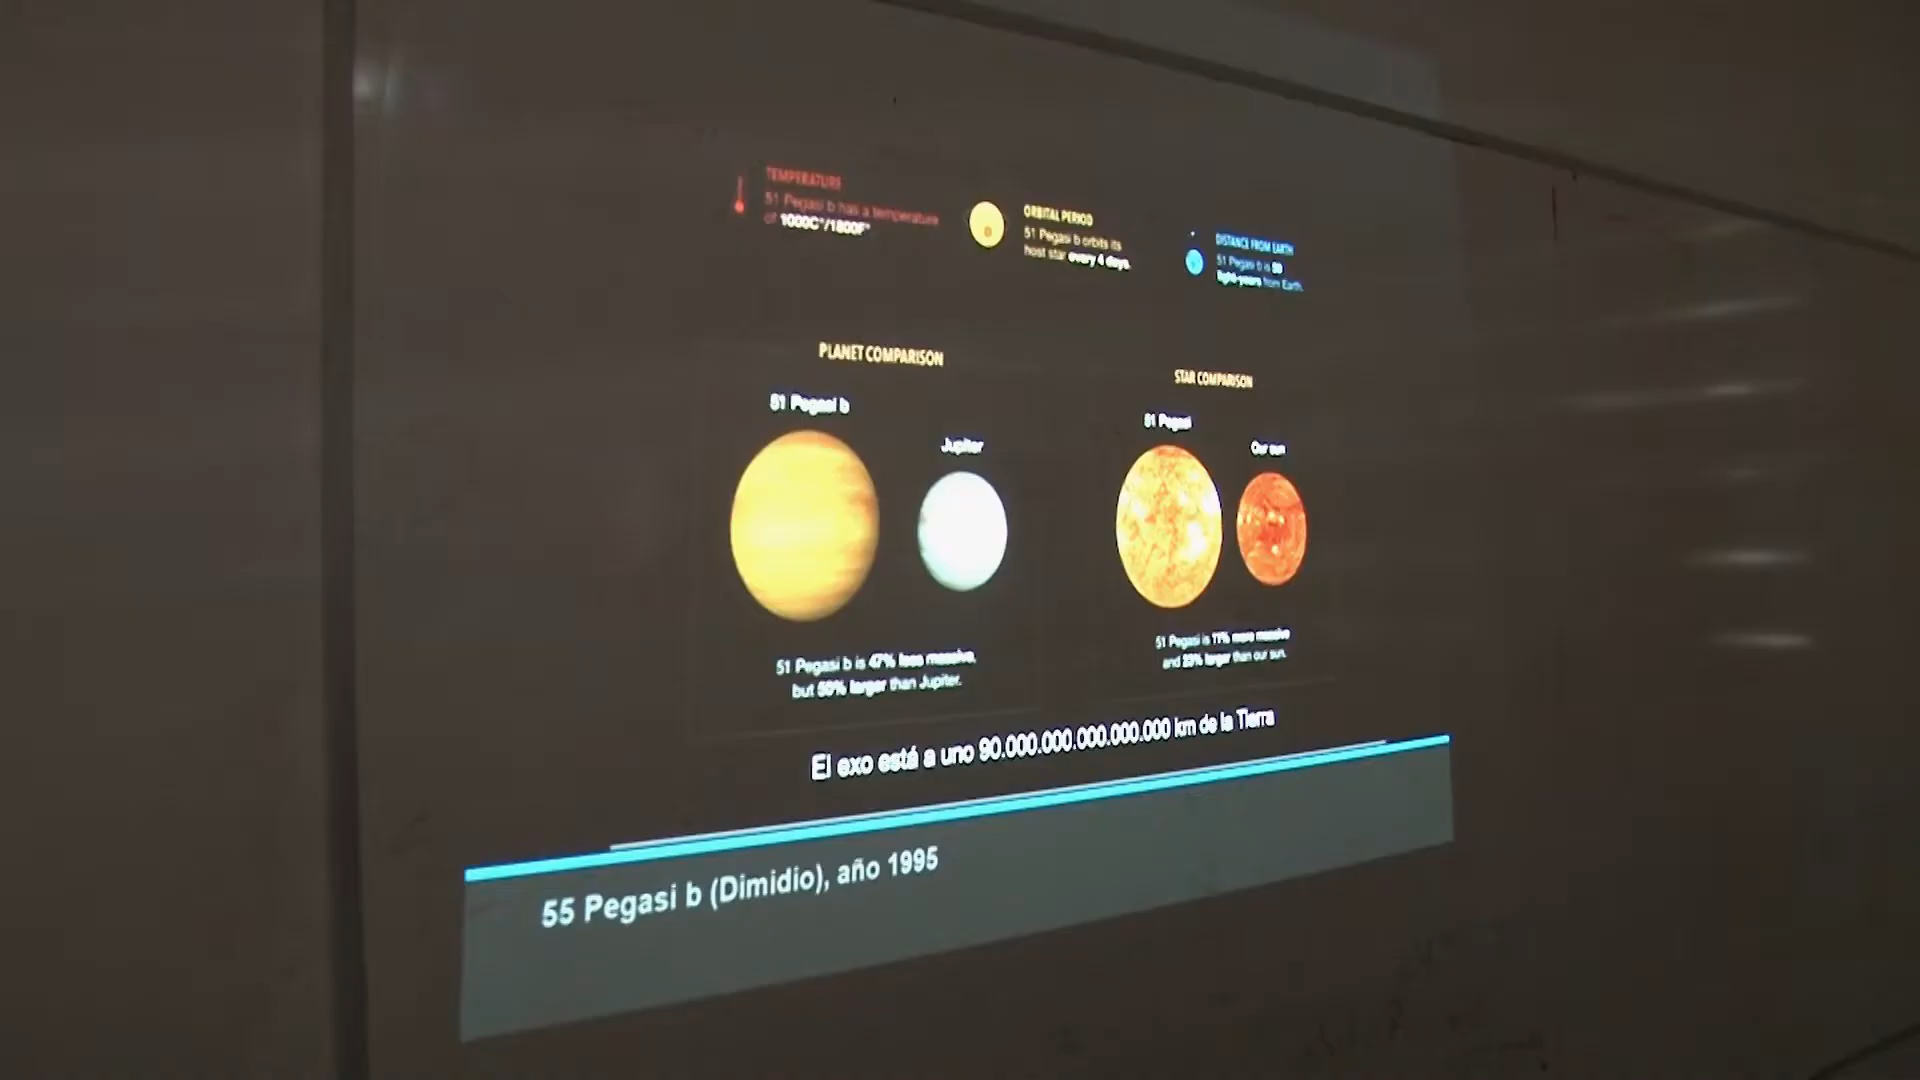 TEMPERATURE
51 Pegasi b has a temperature
of 1000C°/1800F°
ORBITAL PERIOD
51 Pegasi b orbits its
host star every 4 days.
DISTANCE FROM EARTH
51 Pegasi b is 50
light-years from Earth.
PLANET COMPARISON
51 Pegasi b
Jupiter
51 Pegasi b is 47% less massive,
but 50% larger than Jupiter.
STAR COMPARISON
51 Pegasi
Our sun
51 Pegasi is 11% more massive
and 23% larger than our sun.
El exo está a uno 90.000.000.000.000.000 km de la Tierra
55 Pegasi b (Dimidio), año 1995